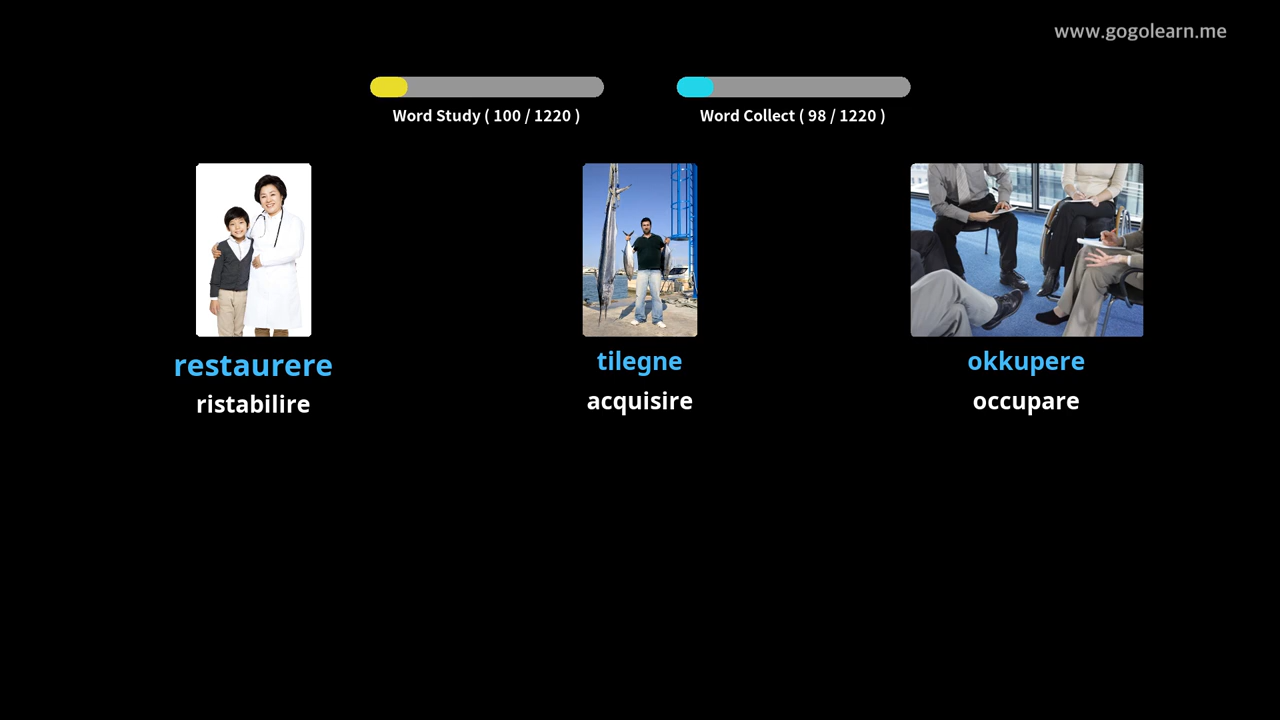 www.gogolearn.me
Word Study ( 100 / 1220 )
Word Collect ( 98 / 1220 )
restaurere
ristabilire
tilegne
acquisire
okkupere
occupare